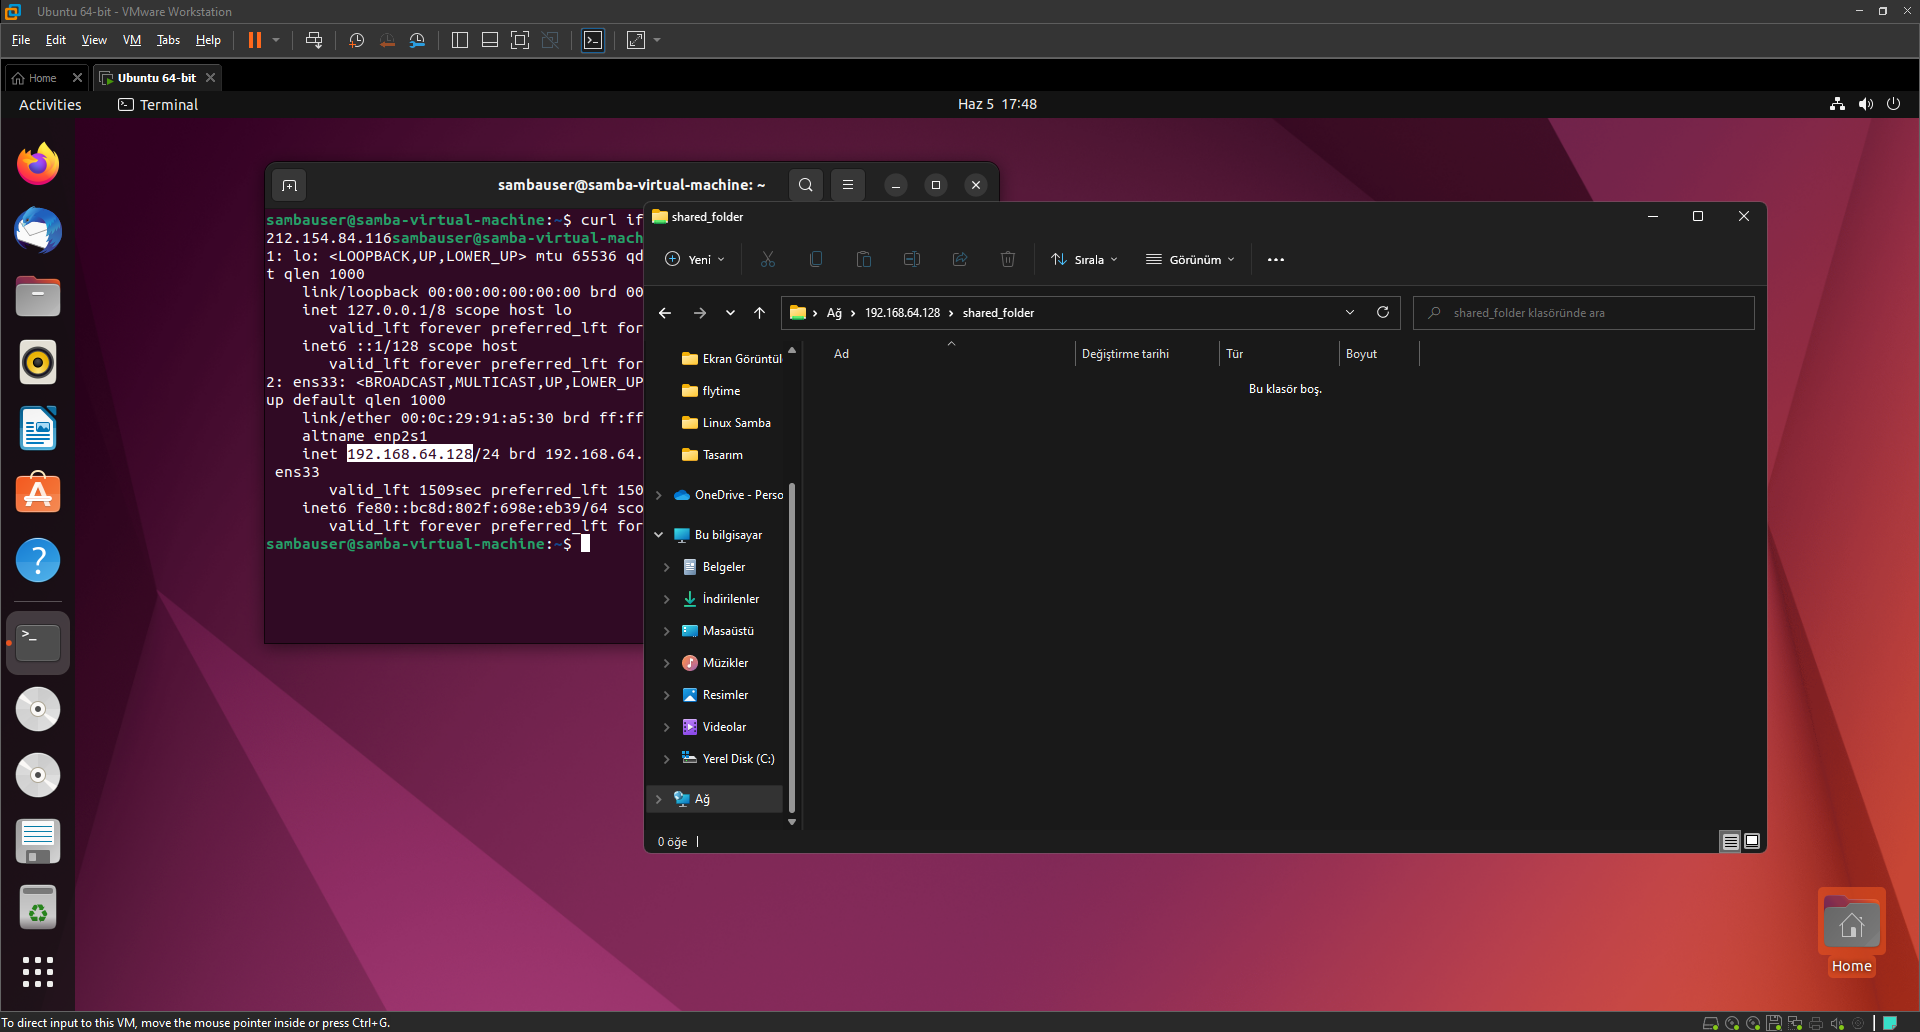 Ubuntu 64-bit - VMware Workstation
File Edit View VM Tabs Help
Home
Ubuntu 64-bit
Activities
Terminal
Haz 5 17:48
sambauser@samba-virtual-machine: ~
sambauser@samba-virtual-machine:~$ curl if
212.154.84.116sambauser@samba-virtual-mach
1: lo: <LOOPBACK,UP,LOWER_UP> mtu 65536 qd
t qlen 1000
link/loopback 00:00:00:00:00:00 brd 00
inet 127.0.0.1/8 scope host lo
valid_lft forever preferred_lft for
inet6 ::1/128 scope host
valid_lft forever preferred_lft for
2: ens33: <BROADCAST,MULTICAST,UP,LOWER_UP
up default qlen 1000
link/ether 00:0c:29:91:a5:30 brd ff:ff
altname enp2s1
inet 192.168.64.128/24 brd 192.168.64.
ens33
valid_lft 1509sec preferred_lft 150
inet6 fe80::bc8d:802f:698e:eb39/64 sco
valid_lft forever preferred_lft for
sambauser@samba-virtual-machine:~$
shared_folder
Yeni
Sırala
Görünüm
Ağ > 192.168.64.128 > shared_folder
shared_folder klasöründe ara
Ad
Değiştirme tarihi
Tür
Boyut
Bu klasör boş.
Ekran Görüntül
flytime
Linux Samba
Tasarım
OneDrive - Perso
Bu bilgisayar
Belgeler
İndirilenler
Masaüstü
Müzikler
Resimler
Videolar
Yerel Disk (C:)
Ağ
0 öğe
Home
To direct input to this VM, move the mouse pointer inside or press Ctrl+G.